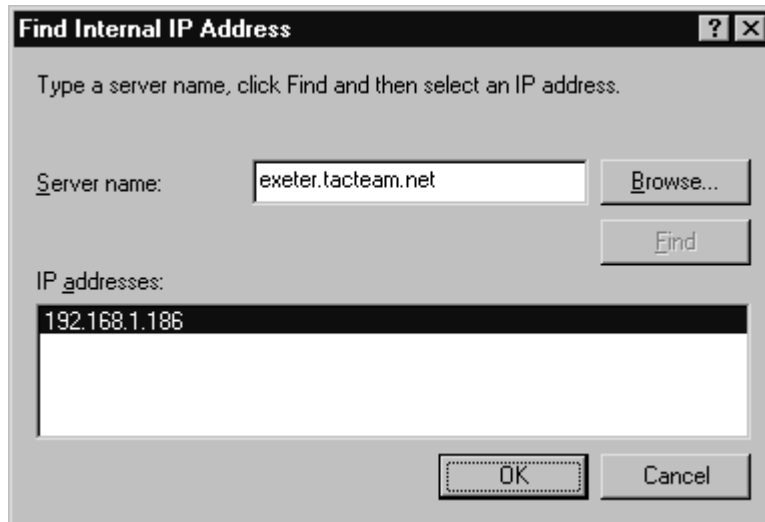 Find Internal IP Address
Type a server name, click Find and then select an IP address.
Server name: exeter.tacteam.net Browse...
Find
IP addresses:
192.168.1.186
OK Cancel